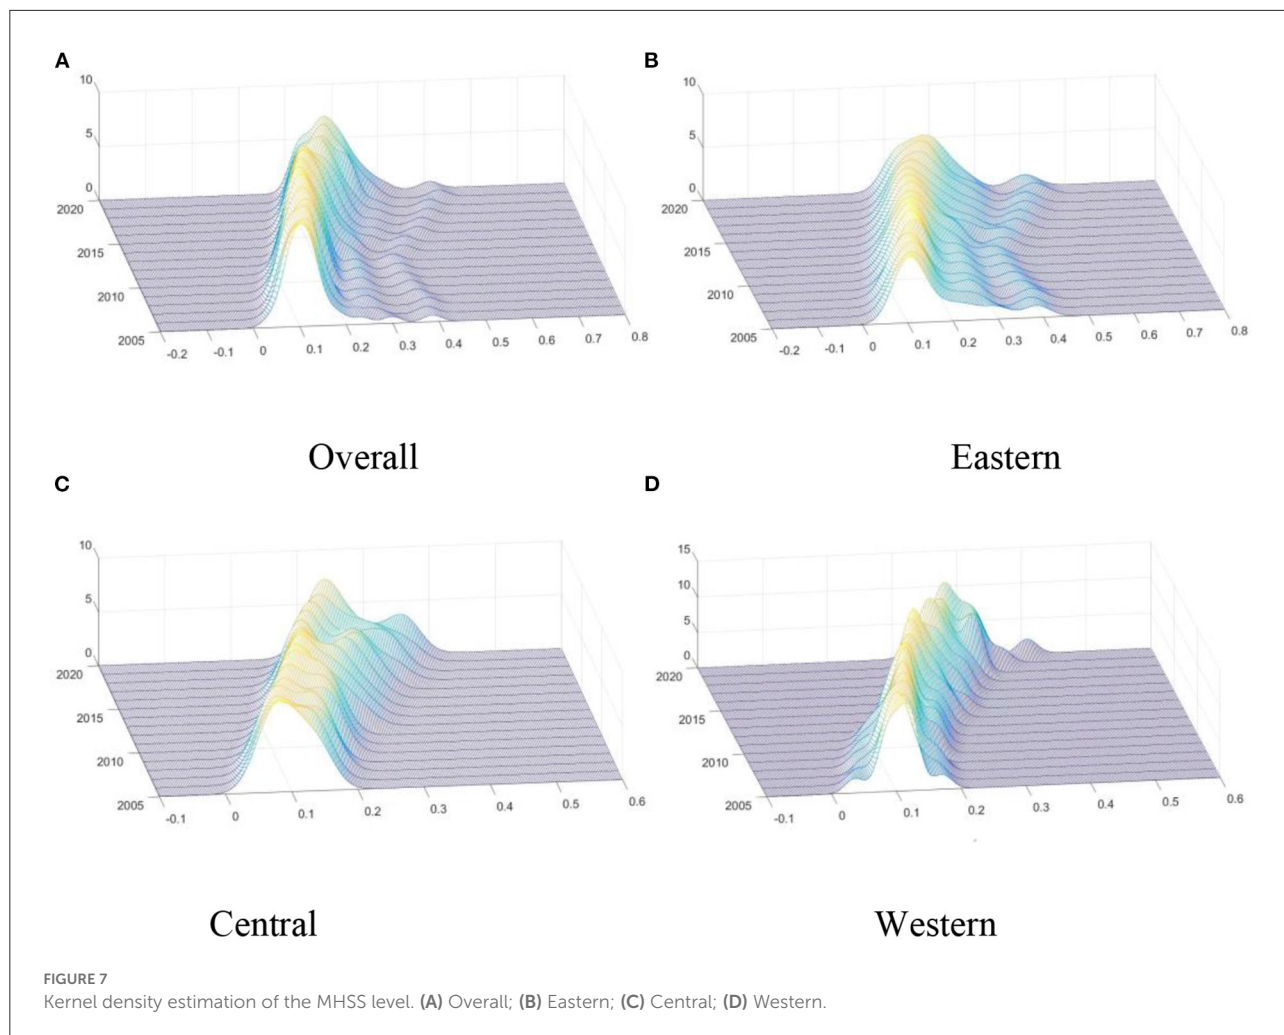 A
10
5
0
2020
2015
2010
2005
-0.2 -0.1 0 0.1 0.2 0.3 0.4 0.5 0.6 0.7 0.8
Overall
B
10
5
0
2020
2015
2010
2005
-0.2 -0.1 0 0.1 0.2 0.3 0.4 0.5 0.6 0.7 0.8
Eastern
C
10
5
0
2020
2015
2010
2005
-0.1 0 0.1 0.2 0.3 0.4 0.5 0.6
Central
D
15
10
5
0
2020
2015
2010
2005
-0.1 0 0.1 0.2 0.3 0.4 0.5 0.6
Western
FIGURE 7
Kernel density estimation of the MHSS level. (A) Overall; (B) Eastern; (C) Central; (D) Western.